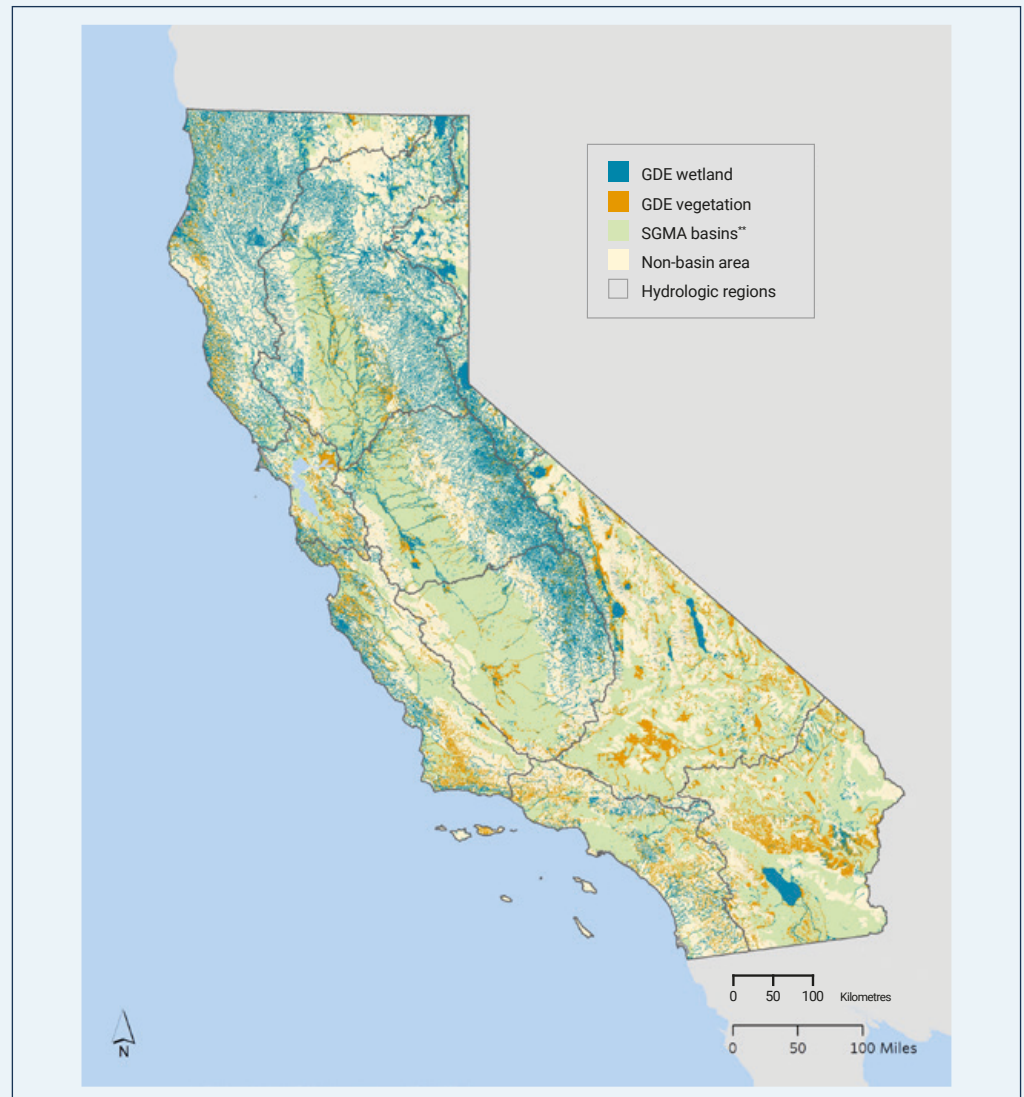 GDE wetland
GDE vegetation
SGMA basins**
Non-basin area
Hydrologic regions
0 50 100 Kilometres
0 50 100 Miles
N